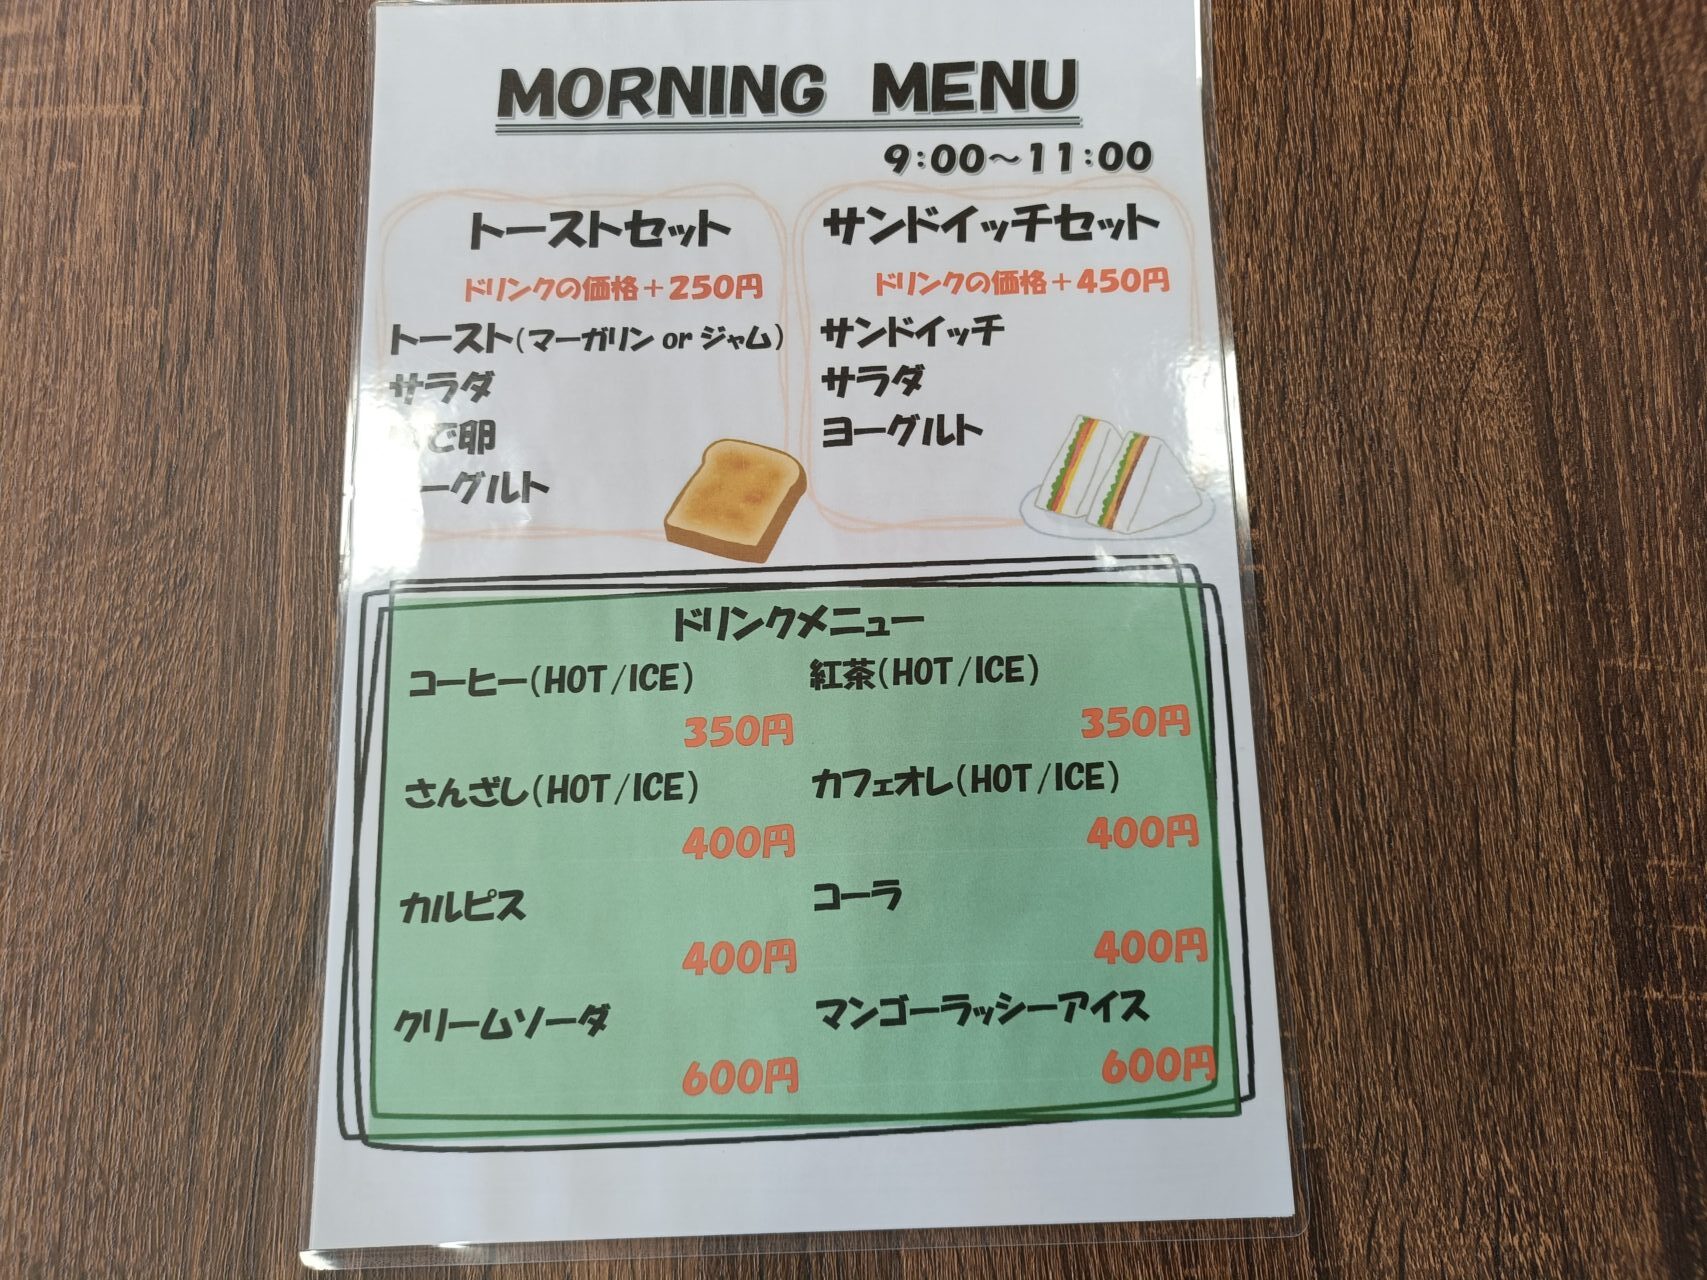 MORNING MENU
9:00～11:00
トーストセット
ドリンクの価格＋250円
トースト(マーガリン or ジャム)
サラダ
で卵
ーグルト
サンドイッチセット
ドリンクの価格＋450円
サンドイッチ
サラダ
ヨーグルト
ドリンクメニュー
コーヒー(HOT/ICE)
350円
紅茶(HOT/ICE)
350円
さんざし(HOT/ICE)
400円
カフェオレ(HOT/ICE)
400円
カルピス
400円
コーラ
400円
クリームソーダ
600円
マンゴーラッシーアイス
600円